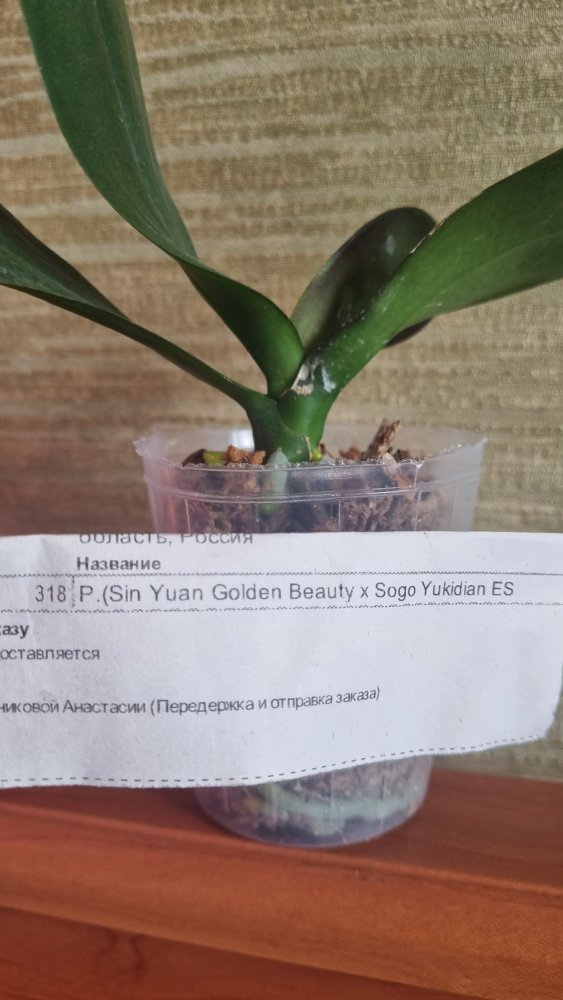 область, Россия
Название
318 P.(Sin Yuan Golden Beauty x Sogo Yukidian ES
казу
оставляется
никовой Анастасии (Передержка и отправка заказа)